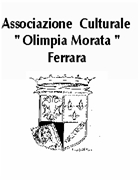 Associazione Culturale
" Olimpia Morata "
Ferrara